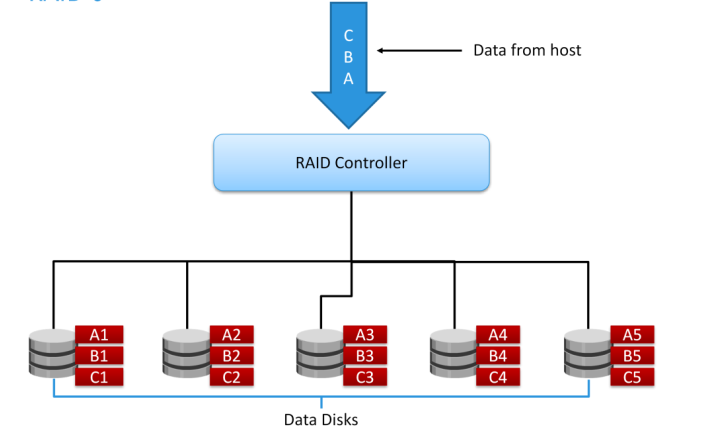 C
B
A
Data from host
RAID Controller
A1
B1
C1
A2
B2
C2
A3
B3
C3
A4
B4
C4
A5
B5
C5
Data Disks